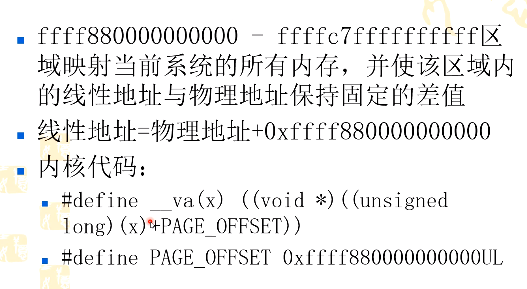 ffff880000000000 - ffffc7ffffffffff区
域映射当前系统的所有内存，并使该区域内
的线性地址与物理地址保持固定的差值
线性地址=物理地址+0xffff880000000000
内核代码：
#define __va(x) ((void *)((unsigned
long)(x)+PAGE_OFFSET))
#define PAGE_OFFSET 0xffff880000000000UL